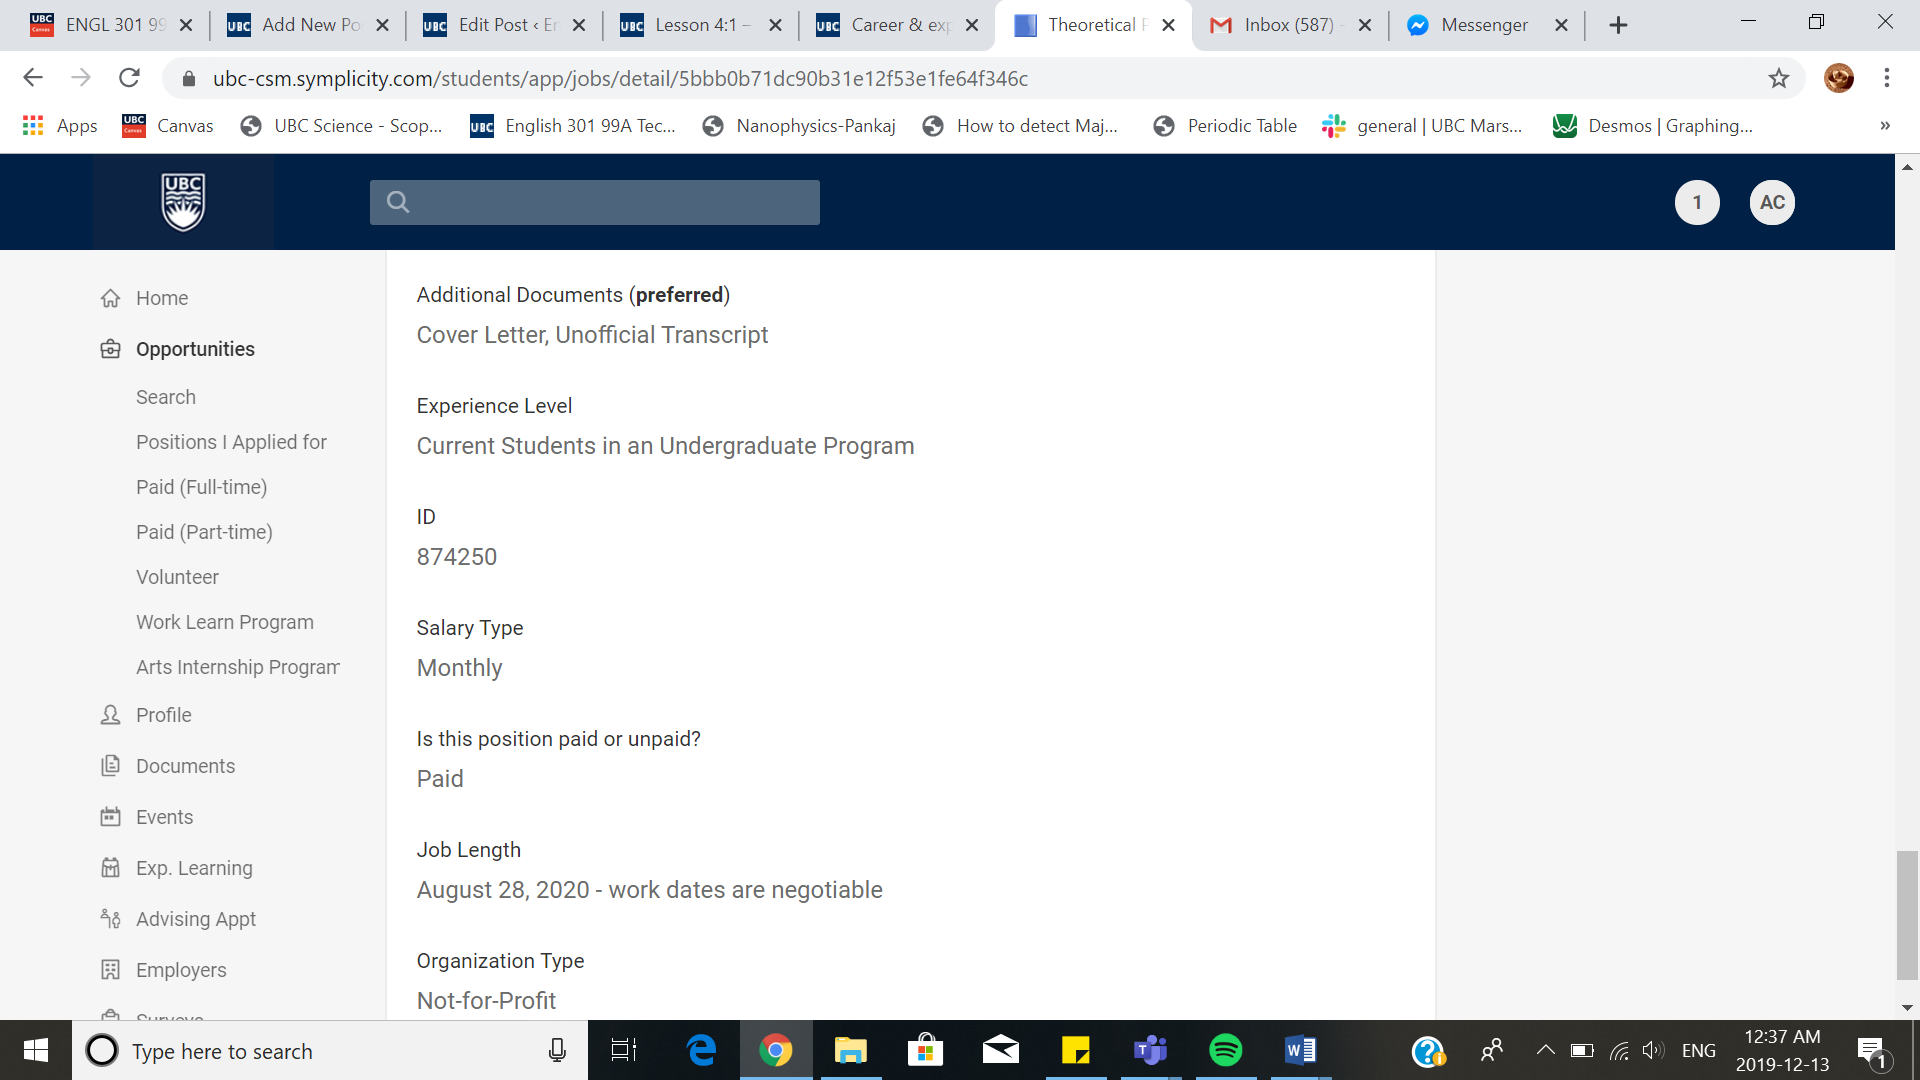 ENGL 301 99
Add New Po
Edit Post ‹ En
Lesson 4:1 –
Career & exp
Theoretical P
Inbox (587) -
Messenger
ubc-csm.symplicity.com/students/app/jobs/detail/5bbb0b71dc90b31e12f53e1fe64f346c
Apps
Canvas
UBC Science - Scop...
English 301 99A Tec...
Nanophysics-Pankaj
How to detect Maj...
Periodic Table
general | UBC Mars...
Desmos | Graphing...
»
UBC
1
AC
Home
Opportunities
Search
Positions I Applied for
Paid (Full-time)
Paid (Part-time)
Volunteer
Work Learn Program
Arts Internship Program
Profile
Documents
Events
Exp. Learning
Advising Appt
Employers
Surveys
Additional Documents (preferred)
Cover Letter, Unofficial Transcript
Experience Level
Current Students in an Undergraduate Program
ID
874250
Salary Type
Monthly
Is this position paid or unpaid?
Paid
Job Length
August 28, 2020 - work dates are negotiable
Organization Type
Not-for-Profit
Type here to search
ENG
12:37 AM
2019-12-13
1